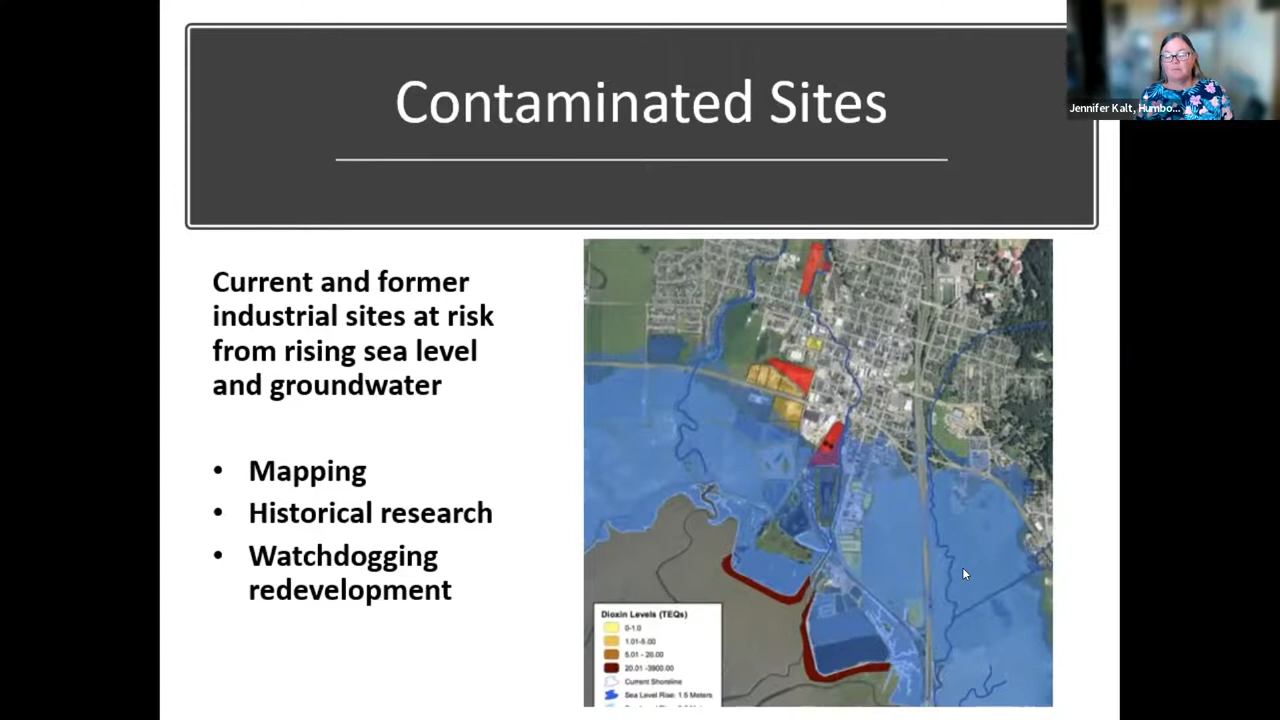 Contaminated Sites
Jennifer Kalt, Humbo...
Current and former
industrial sites at risk
from rising sea level
and groundwater
• Mapping
• Historical research
• Watchdogging
redevelopment
Dioxin Levels (TEQs)
0-1.0
1.01-5.00
5.01 - 20.00
20.01 -3900.00
Current Shoreline
Sea Level Rise: 1.5 Meters